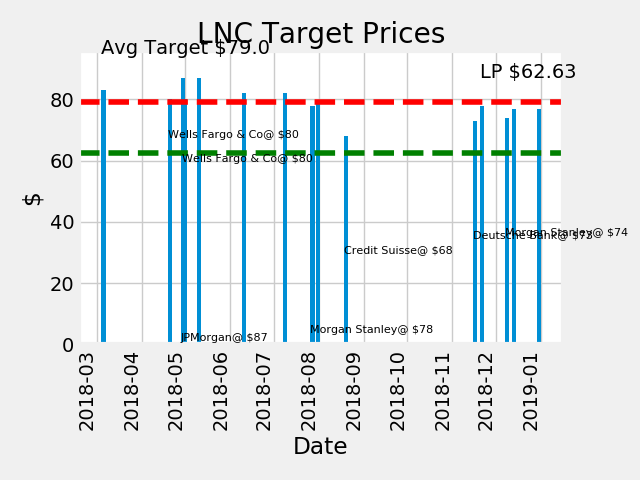 LNC Target Prices
Avg Target $79.0
LP $62.63
80
60
40
20
0
$
Wells Fargo & Co@ $80
Wells Fargo & Co@ $80
Morgan Stanley@ $74
Deutsche Bank@ $73
Credit Suisse@ $68
Morgan Stanley@ $78
JPMorgan@ $87
2018-03
2018-04
2018-05
2018-06
2018-07
2018-08
2018-09
2018-10
2018-11
2018-12
2019-01
Date